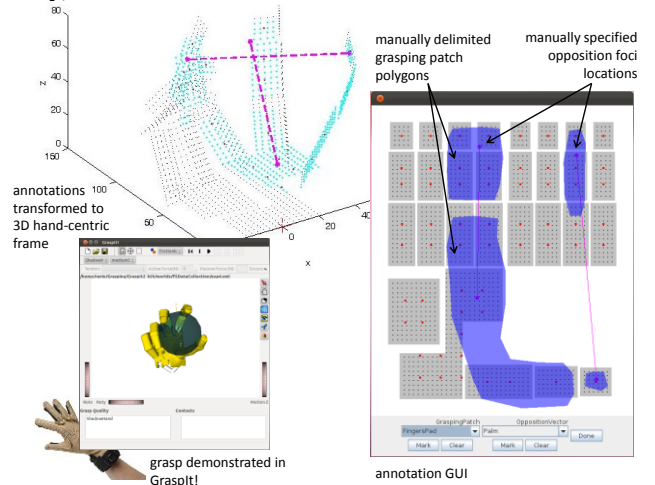 80
60
z
40
20
0
150
100
50
0
20
40
x
annotations
transformed to
3D hand-centric
frame
manually delimited
grasping patch
polygons
manually specified
opposition foci
locations
GraspIt
Grasp Quality
Contacts
ShadowHand
grasp demonstrated in
GraspIt!
GraspingPatch
OppositionVector
FingersPad
Palm
Mark
Clear
Mark
Clear
Done
annotation GUI